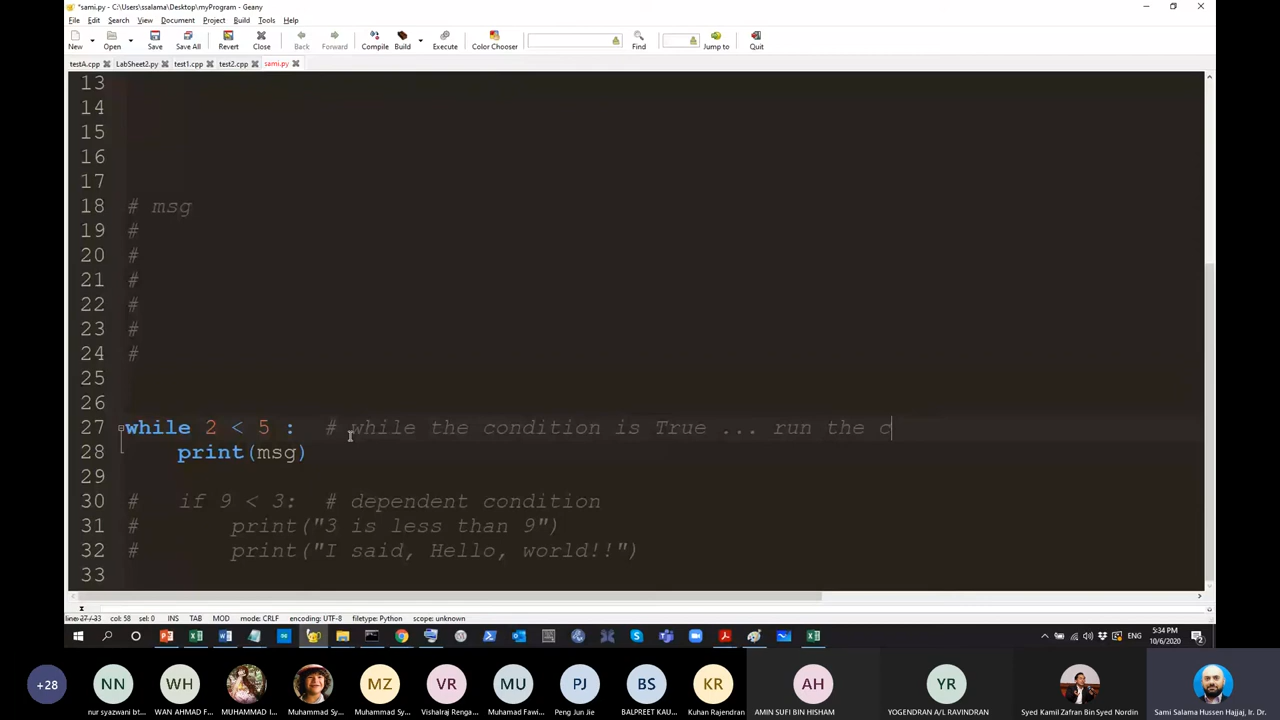 *sami.py - C:\Users\ssalama\Desktop\myProgram - Geany
File Edit Search View Document Project Build Tools Help
New Open Save Save All Revert Close Back Forward Compile Build Execute Color Chooser Find Jump to Quit
testA.cpp LabSheet2.py test1.cpp test2.cpp sami.py
13
14
15
16
17
18 # msg
19 #
20 #
21 #
22 #
23 #
24 #
25
26
27 while 2 < 5 : # while the condition is True ... run the c
28 print(msg)
29
30 # if 9 < 3: # dependent condition
31 # print("3 is less than 9")
32 # print("I said, Hello, world!!")
33
line: 27 / 33 col: 58 sel: 0 INS TAB MOD mode: CRLF encoding: UTF-8 filetype: Python scope: unknown
ENG
5:34 PM
10/6/2020
2
+28 NN WH MZ VR MU PJ BS KR AH YR
nur syazwani bt... WAN AHMAD F... MUHAMMAD I... Muhammad Sy... Muhammad Sy... Vishalraj Renga... Muhamad Fawi... Peng Jun Jie BALPREET KAU... Kuhan Rajendran AMIN SUFI BIN HISHAM YOGENDRAN A/L RAVINDRAN Syed Kamil Zafran Bin Syed Nordin Sami Salama Hussen Hajjaj, Ir. Dr.